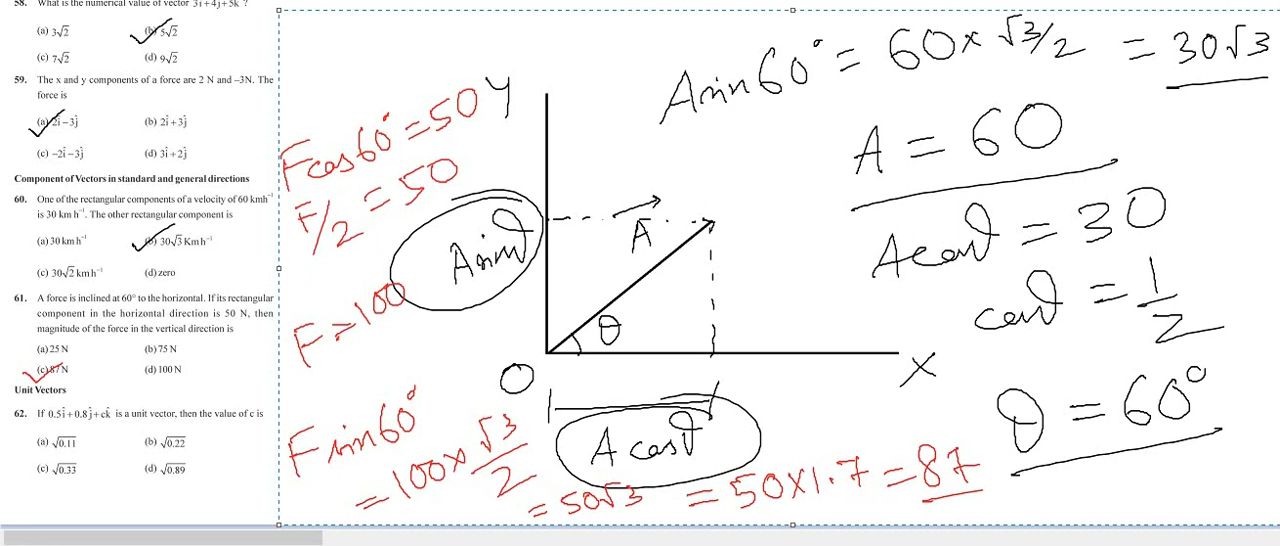 58. What is the numerical value of vector 3î+4ĵ+5k̂ ?
(a) 3√2 (b) 5√2
(c) 7√2 (d) 9√2
59. The x and y components of a force are 2 N and –3N. The
force is
(a) 2î–3ĵ (b) 2î+3ĵ
(c) –2î–3ĵ (d) 3î+2ĵ
Component of Vectors in standard and general directions
60. One of the rectangular components of a velocity of 60 kmh⁻¹
is 30 km h⁻¹. The other rectangular component is
(a) 30 km h⁻¹ (b) 30√3 Km h⁻¹
(c) 30√2 km h⁻¹ (d) zero
61. A force is inclined at 60° to the horizontal. If its rectangular
component in the horizontal direction is 50 N, then
magnitude of the force in the vertical direction is
(a) 25 N (b) 75 N
(c) 87 N (d) 100 N
Unit Vectors
62. If 0.5î+0.8ĵ+ck̂ is a unit vector, then the value of c is
(a) √0.11 (b) √0.22
(c) √0.33 (d) √0.89
Fcos60°=50
F/2=50
F=100
Fsin60°
=100×√3/2
=50√3 =50×1.7=87
Y
Asinθ
A
θ
O
X
A cosθ
Asin60°=60×√3/2 =30√3
A=60
Acosθ=30
cosθ=1/2
θ=60°